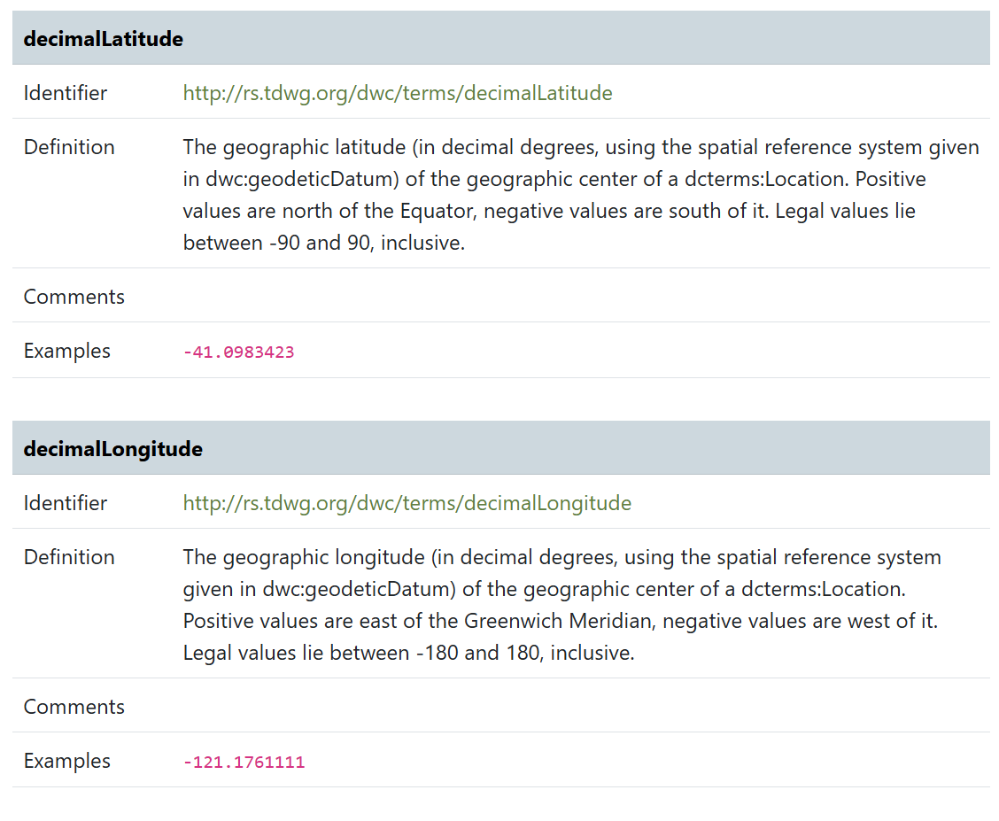 decimalLatitude
Identifier http://rs.tdwg.org/dwc/terms/decimalLatitude
Definition The geographic latitude (in decimal degrees, using the spatial reference system given
in dwc:geodeticDatum) of the geographic center of a dcterms:Location. Positive
values are north of the Equator, negative values are south of it. Legal values lie
between -90 and 90, inclusive.
Comments
Examples -41.0983423
decimalLongitude
Identifier http://rs.tdwg.org/dwc/terms/decimalLongitude
Definition The geographic longitude (in decimal degrees, using the spatial reference system
given in dwc:geodeticDatum) of the geographic center of a dcterms:Location.
Positive values are east of the Greenwich Meridian, negative values are west of it.
Legal values lie between -180 and 180, inclusive.
Comments
Examples -121.1761111